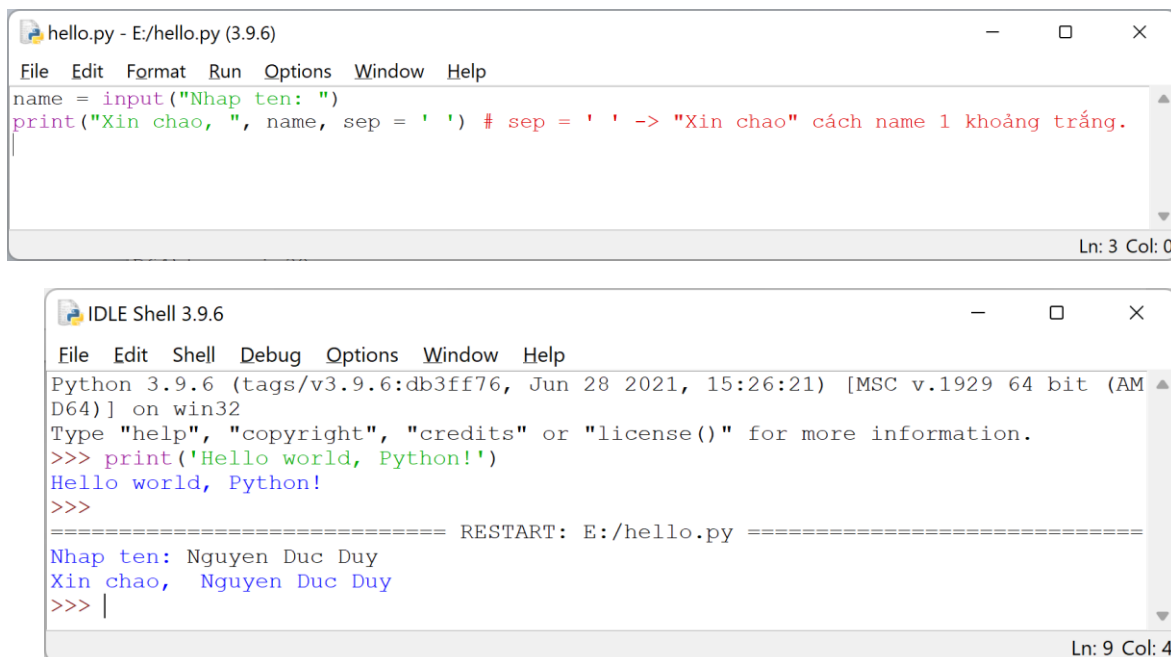 hello.py - E:/hello.py (3.9.6)
File Edit Format Run Options Window Help
name = input("Nhap ten: ")
print("Xin chao, ", name, sep = ' ') # sep = ' ' -> "Xin chao" cách name 1 khoảng trắng.
Ln: 3 Col: 0
IDLE Shell 3.9.6
File Edit Shell Debug Options Window Help
Python 3.9.6 (tags/v3.9.6:db3ff76, Jun 28 2021, 15:26:21) [MSC v.1929 64 bit (AM
D64)] on win32
Type "help", "copyright", "credits" or "license()" for more information.
>>> print('Hello world, Python!')
Hello world, Python!
>>>
============================= RESTART: E:/hello.py =============================
Nhap ten: Nguyen Duc Duy
Xin chao,  Nguyen Duc Duy
>>>
Ln: 9 Col: 4